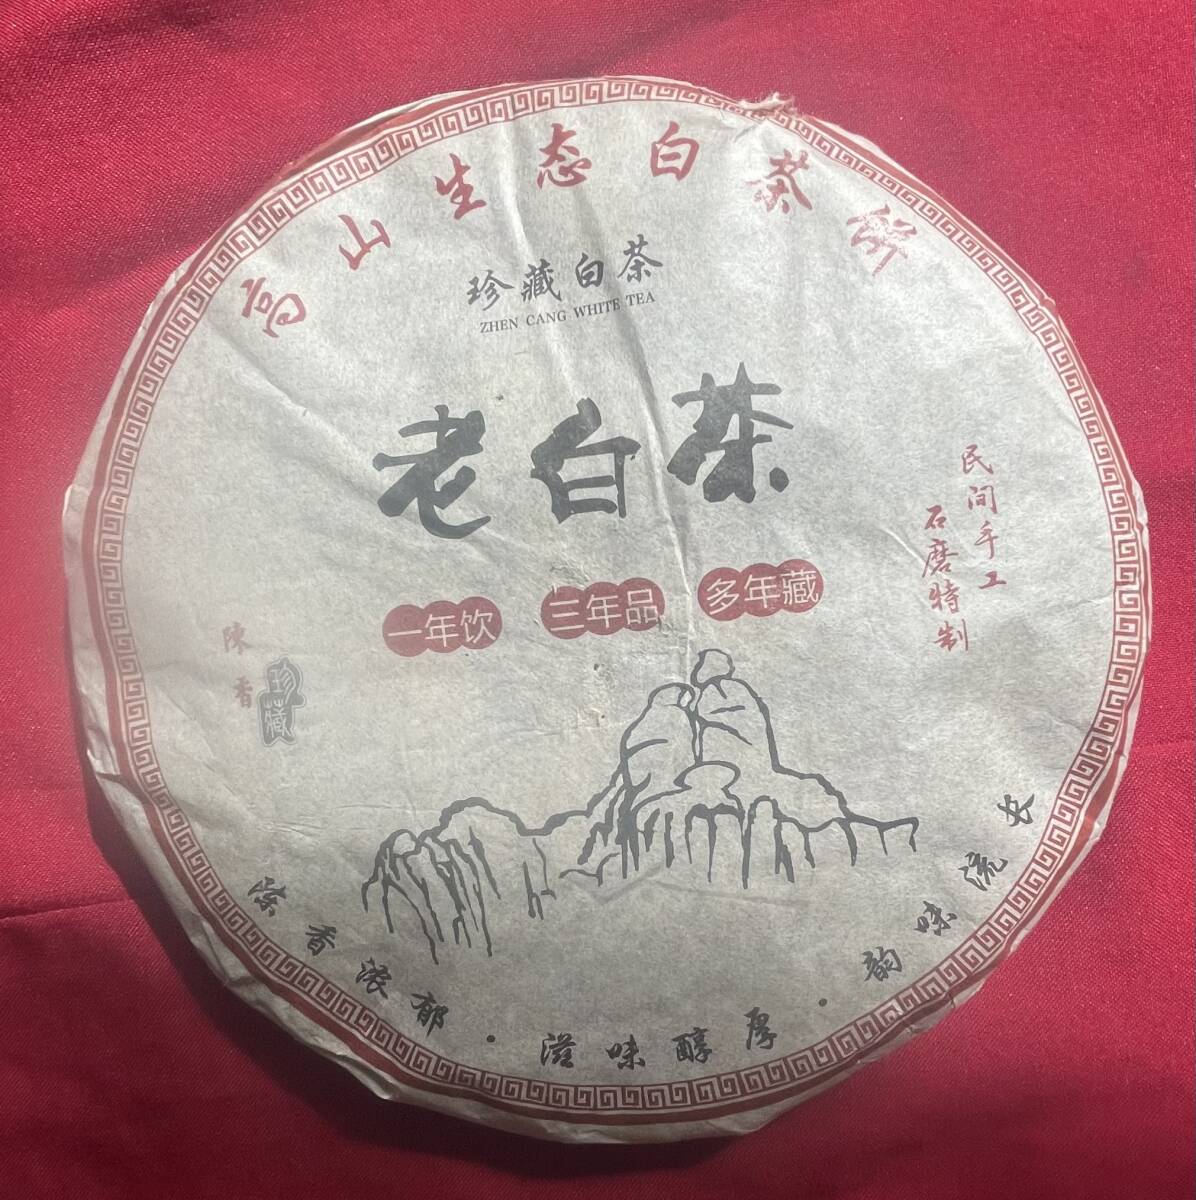 高山生态白茶饼
珍藏白茶
ZHEN CANG WHITE TEA
老白茶
一年饮 三年品 多年藏
民间手工
石磨特制
陈香
珍藏
陈香浓郁·滋味醇厚·韵味流长